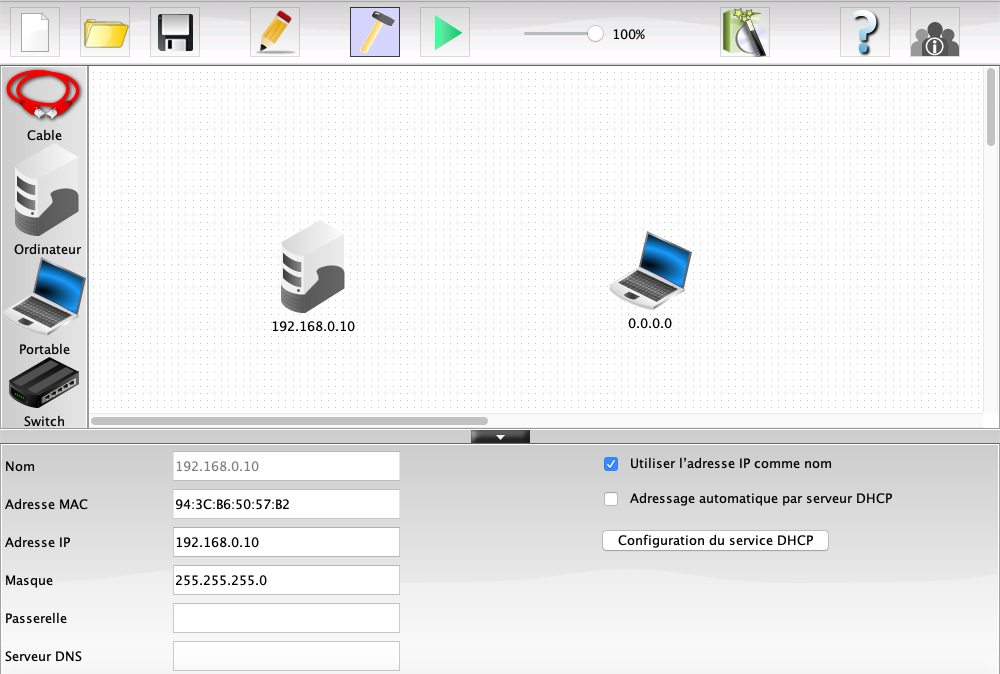 100%
Cable
Ordinateur
Portable
Switch
192.168.0.10
0.0.0.0
Nom 192.168.0.10
Utiliser l'adresse IP comme nom
Adresse MAC 94:3C:B6:50:57:B2
Adressage automatique par serveur DHCP
Adresse IP 192.168.0.10
Configuration du service DHCP
Masque 255.255.255.0
Passerelle
Serveur DNS